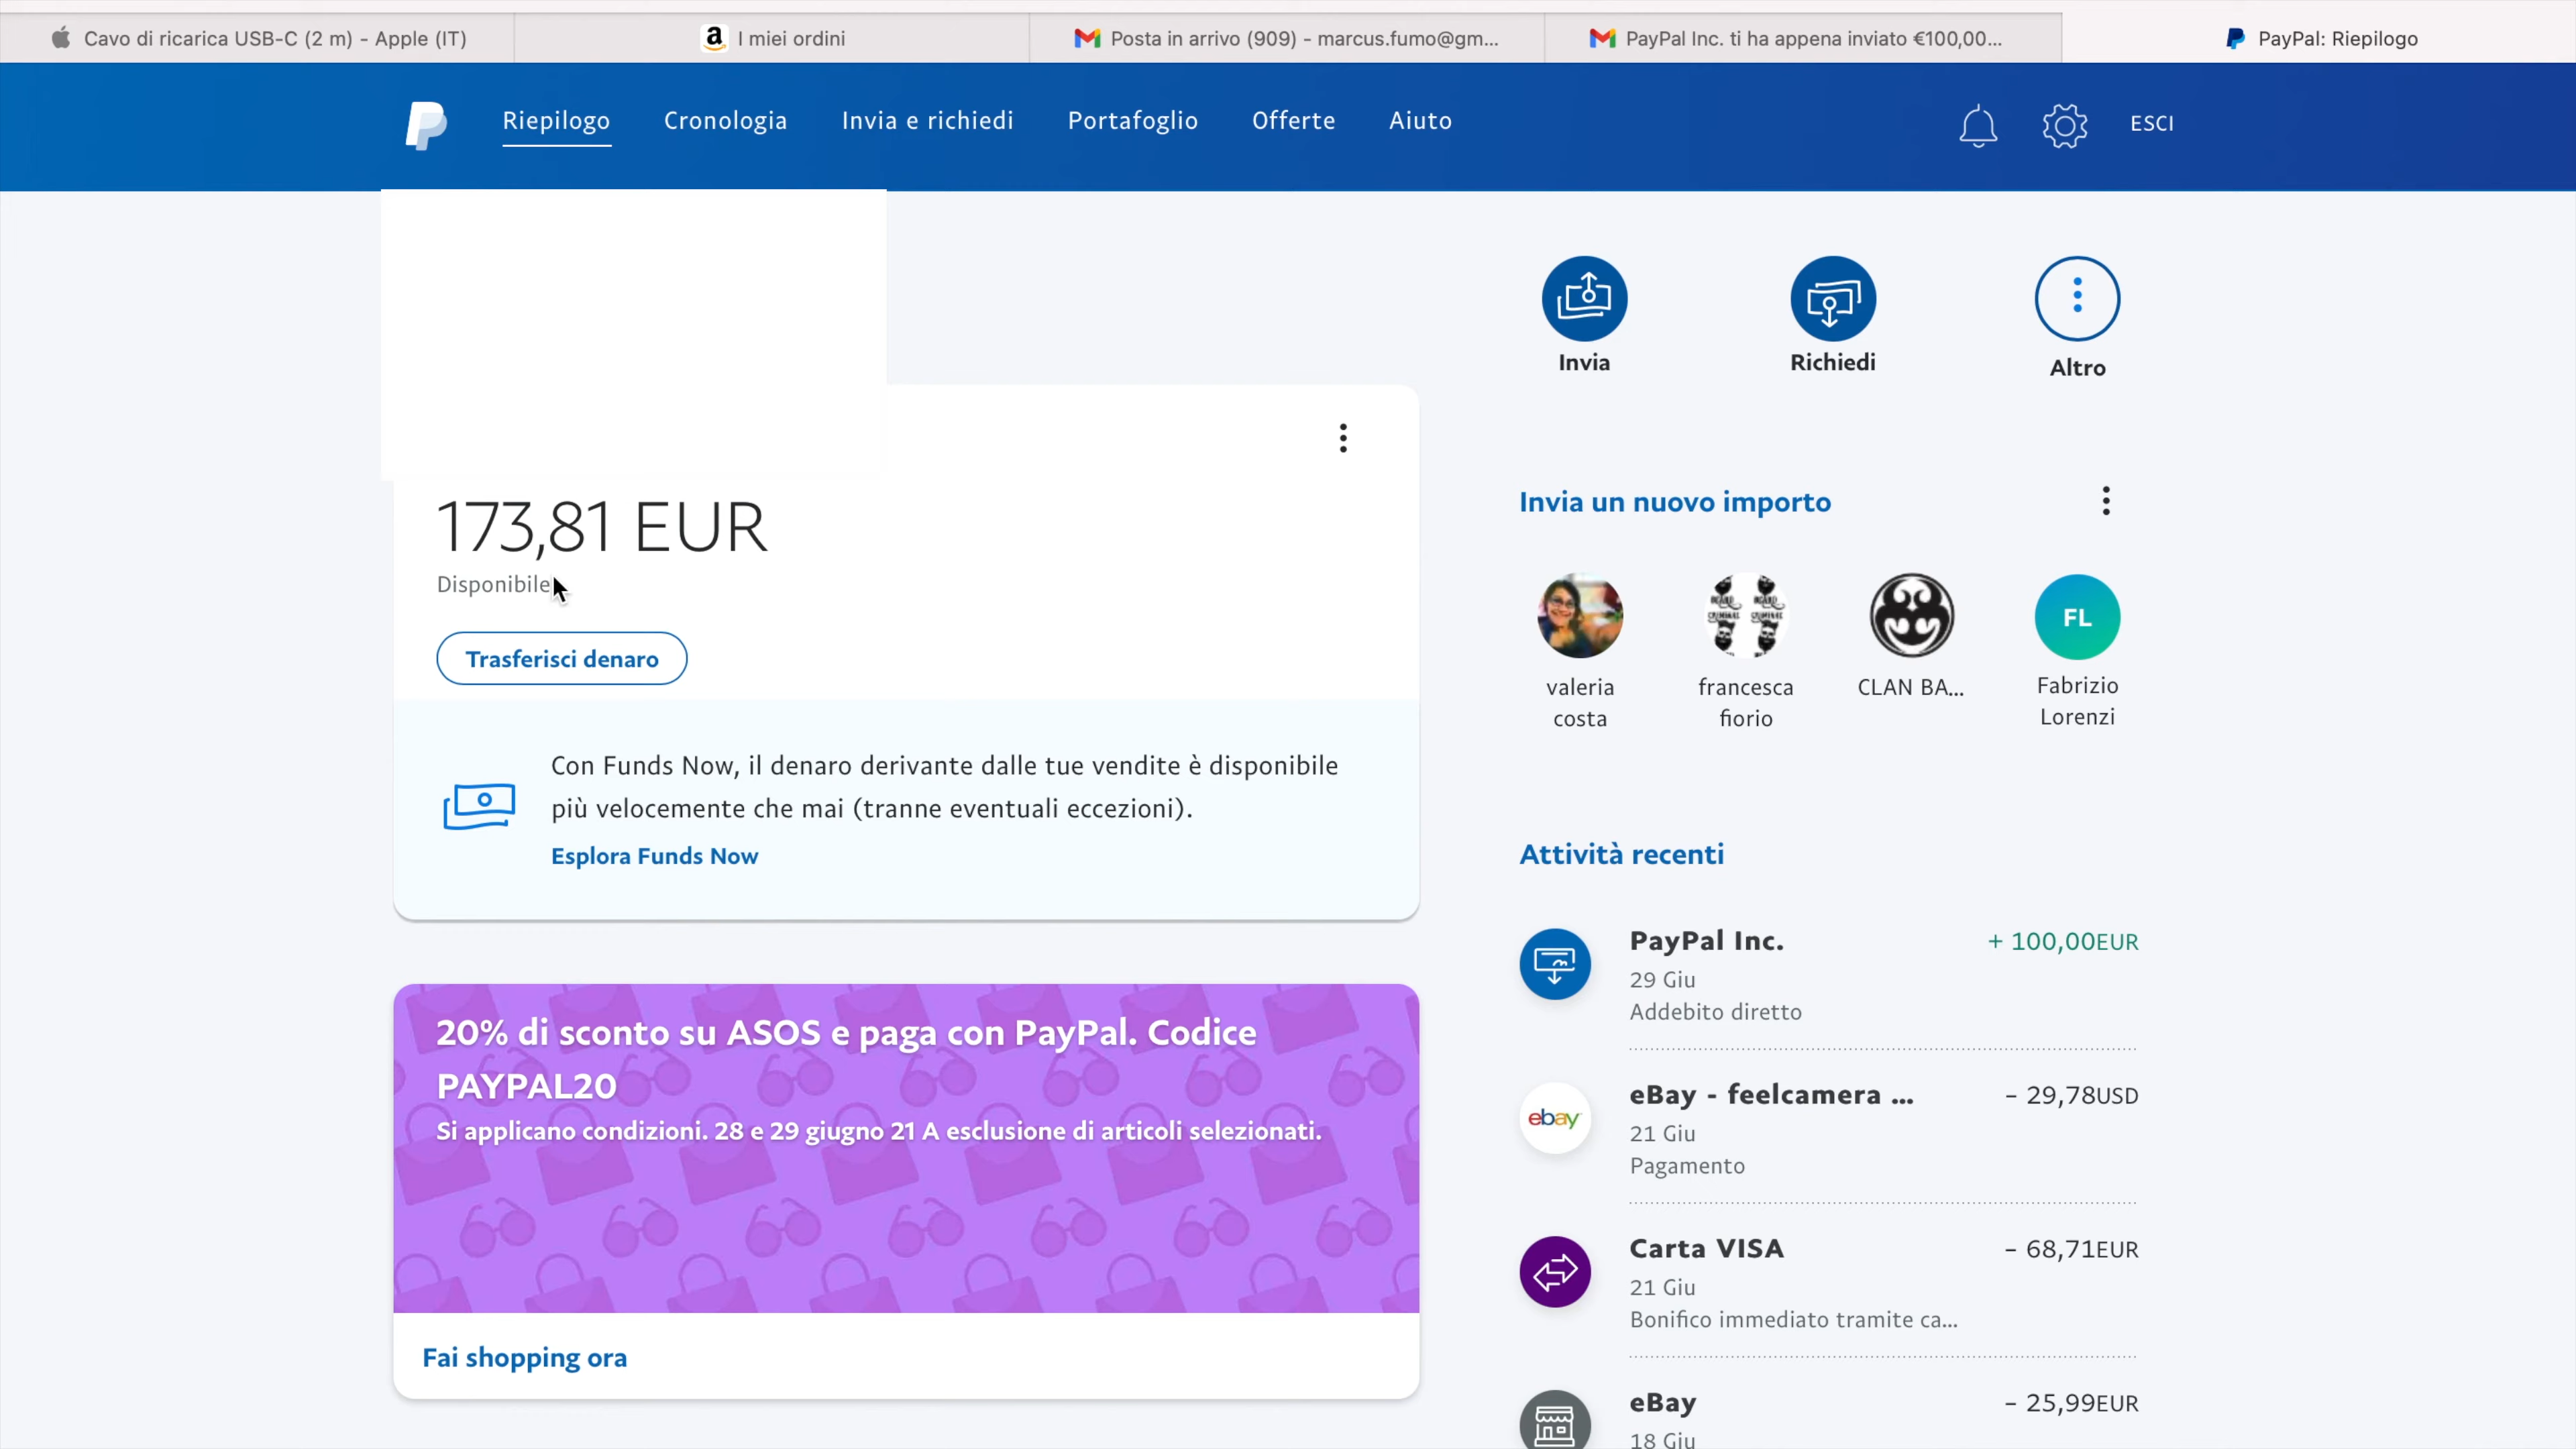 Cavo di ricarica USB-C (2 m) - Apple (IT)
I miei ordini
Posta in arrivo (909) - marcus.fumo@gm...
PayPal Inc. ti ha appena inviato €100,00...
PayPal: Riepilogo
Riepilogo
Cronologia
Invia e richiedi
Portafoglio
Offerte
Aiuto
ESCI
173,81 EUR
Disponibile
Trasferisci denaro
Con Funds Now, il denaro derivante dalle tue vendite è disponibile
più velocemente che mai (tranne eventuali eccezioni).
Esplora Funds Now
20% di sconto su ASOS e paga con PayPal. Codice
PAYPAL20
Si applicano condizioni. 28 e 29 giugno 21 A esclusione di articoli selezionati.
Fai shopping ora
Invia
Richiedi
Altro
Invia un nuovo importo
valeria
costa
francesca
fiorio
CLAN BA...
FL
Fabrizio
Lorenzi
Attività recenti
PayPal Inc.
+ 100,00EUR
29 Giu
Addebito diretto
ebay
eBay - feelcamera ...
- 29,78USD
21 Giu
Pagamento
Carta VISA
- 68,71EUR
21 Giu
Bonifico immediato tramite ca...
eBay
- 25,99EUR
18 Giu